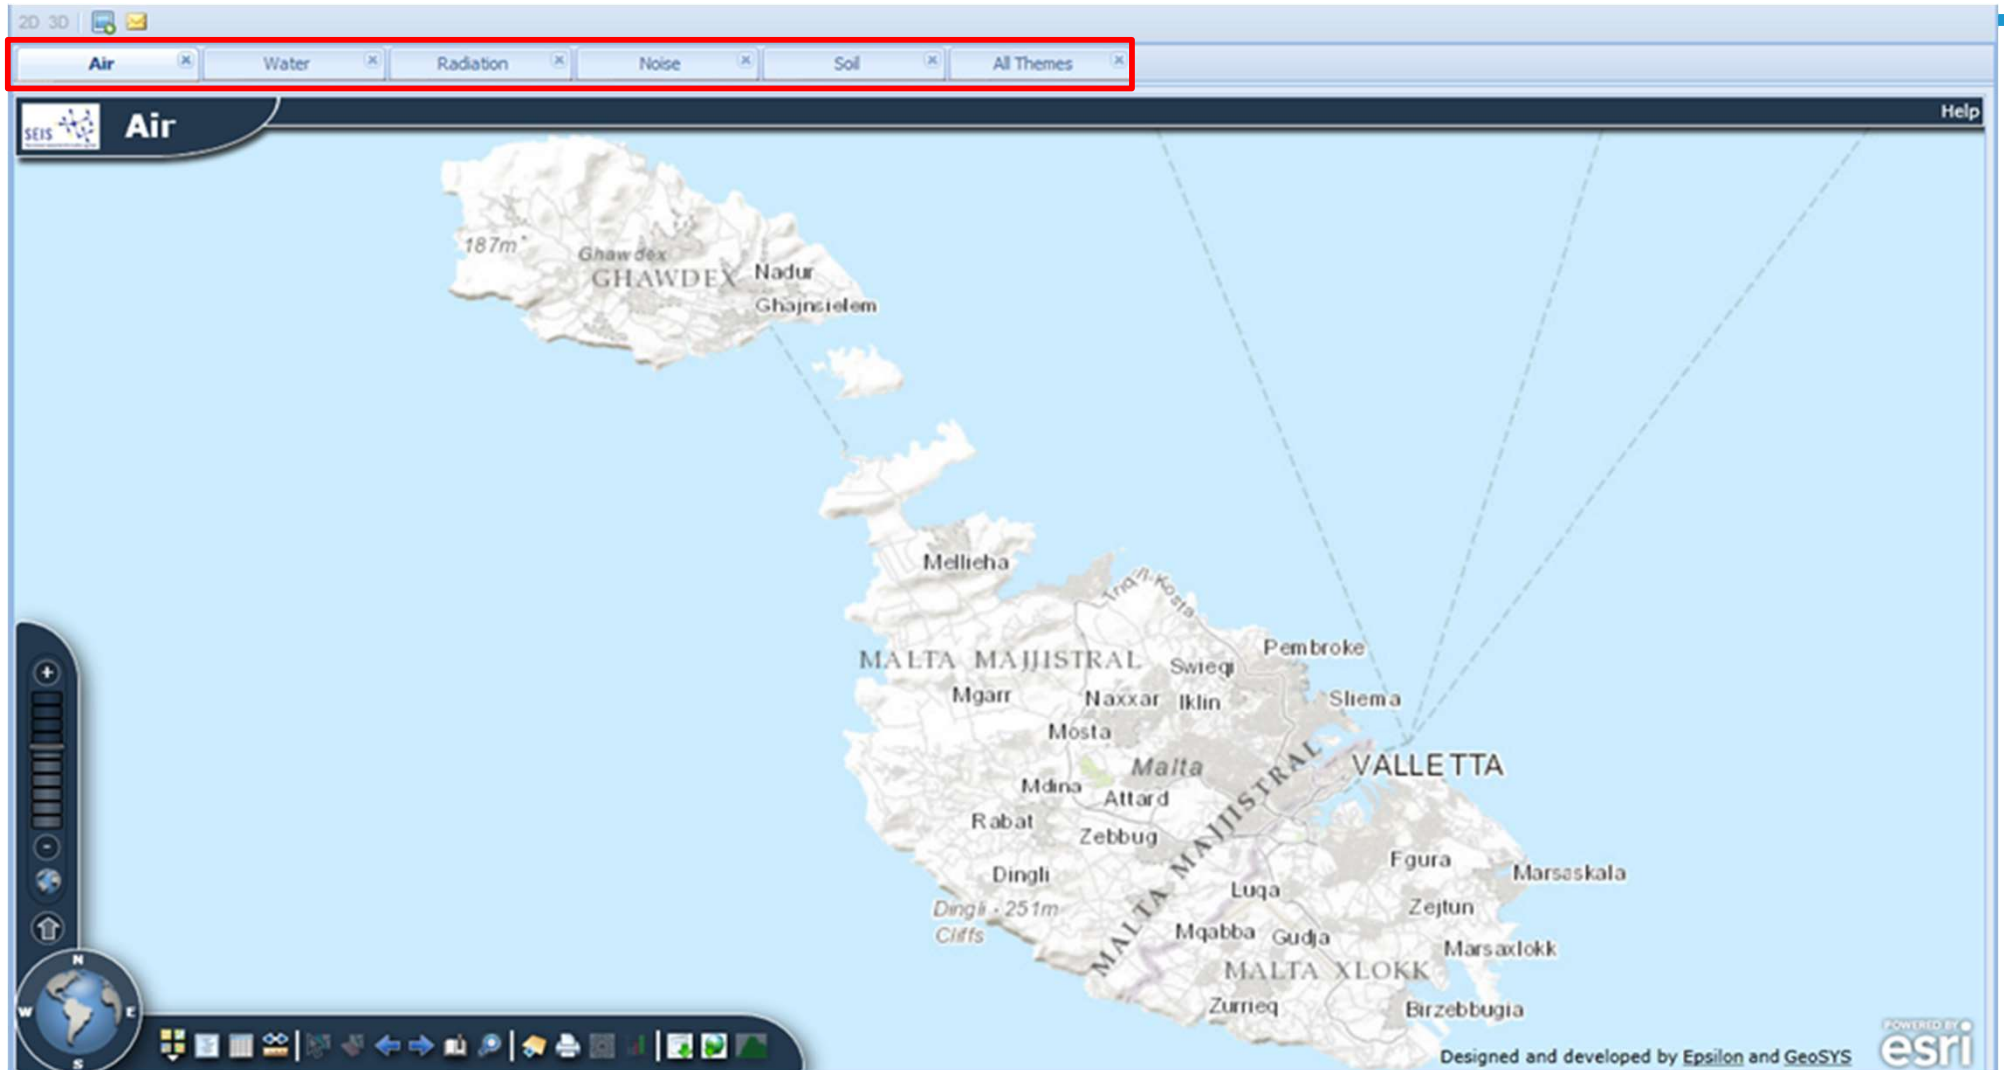 2D 3D
Air Water Radiation Noise Soil All Themes
SEIS Air Help
187m
Ghawdex
GHAWDEX
Nadur
Ghajnsielem
Mellieha
Triq Il-Kosta
Pembroke
MALTA MAJJISTRAL
Swieqi
Mgarr
Naxxar Iklin
Sliema
Mosta
Malta
VALLETTA
Mdina
Attard
MALTA MAJJISTRAL
Rabat
Zebbug
Fgura
Dingli
Marsaskala
Luqa
Dingli - 251m
Cliffs
Zejtun
Mqabba Gudja
Marsaxlokk
MALTA XLOKK
Zurrieq
Birzebbugia
N
W E
S
POWERED BY
esri
Designed and developed by Epsilon and GeoSYS